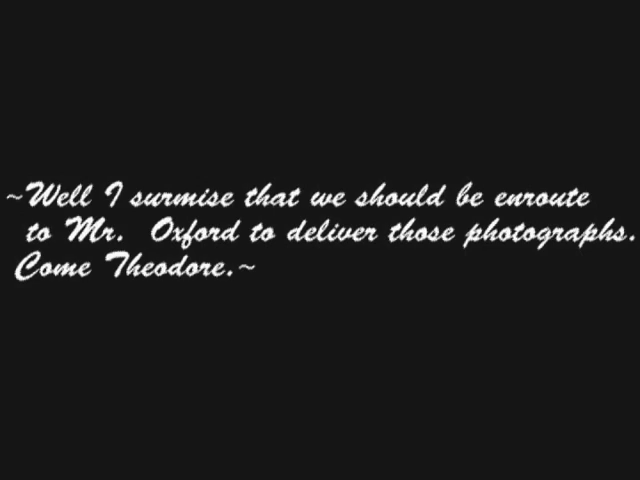 ~Well I surmise that we should be enroute
to Mr. Oxford to deliver those photographs.
Come Theodore.~